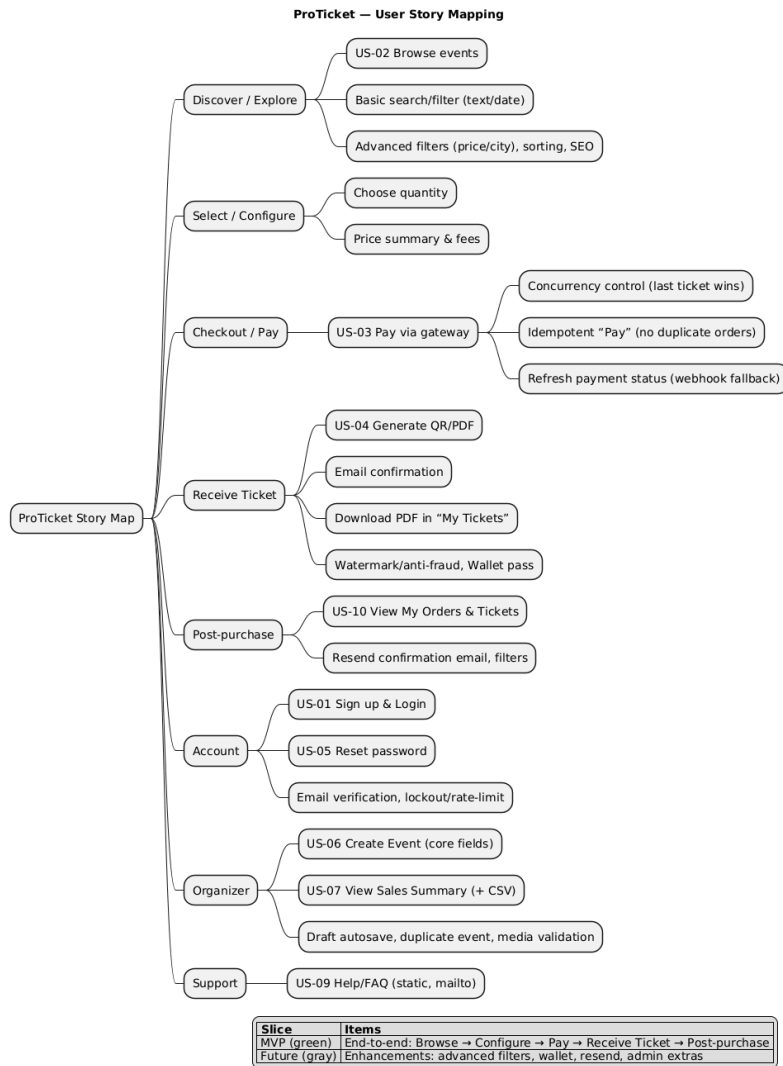 ProTicket — User Story Mapping
US-02 Browse events
Discover / Explore
Basic search/filter (text/date)
Advanced filters (price/city), sorting, SEO
Choose quantity
Select / Configure
Price summary & fees
Concurrency control (last ticket wins)
Checkout / Pay
US-03 Pay via gateway
Idempotent “Pay” (no duplicate orders)
Refresh payment status (webhook fallback)
US-04 Generate QR/PDF
Email confirmation
Receive Ticket
Download PDF in “My Tickets”
Watermark/anti-fraud, Wallet pass
ProTicket Story Map
US-10 View My Orders & Tickets
Post-purchase
Resend confirmation email, filters
US-01 Sign up & Login
Account
US-05 Reset password
Email verification, lockout/rate-limit
US-06 Create Event (core fields)
Organizer
US-07 View Sales Summary (+ CSV)
Draft autosave, duplicate event, media validation
Support
US-09 Help/FAQ (static, mailto)
Slice Items
MVP (green) End-to-end: Browse → Configure → Pay → Receive Ticket → Post-purchase
Future (gray) Enhancements: advanced filters, wallet, resend, admin extras